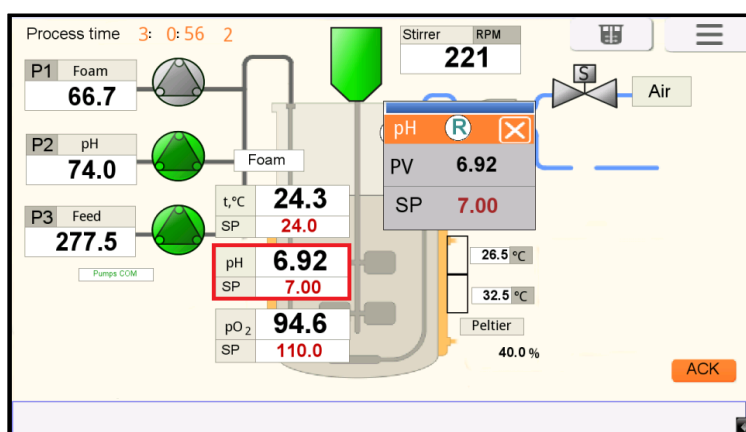 Process time 3: 0:56 2
Stirrer RPM
221
P1 Foam
66.7
S
Air
pH R
PV 6.92
SP 7.00
P2 pH
74.0
Foam
t,°C 24.3
SP 24.0
P3 Feed
277.5
Pumps COM
pH 6.92
SP 7.00
26.5 °C
32.5 °C
pO2 94.6
SP 110.0
Peltier
40.0 %
ACK